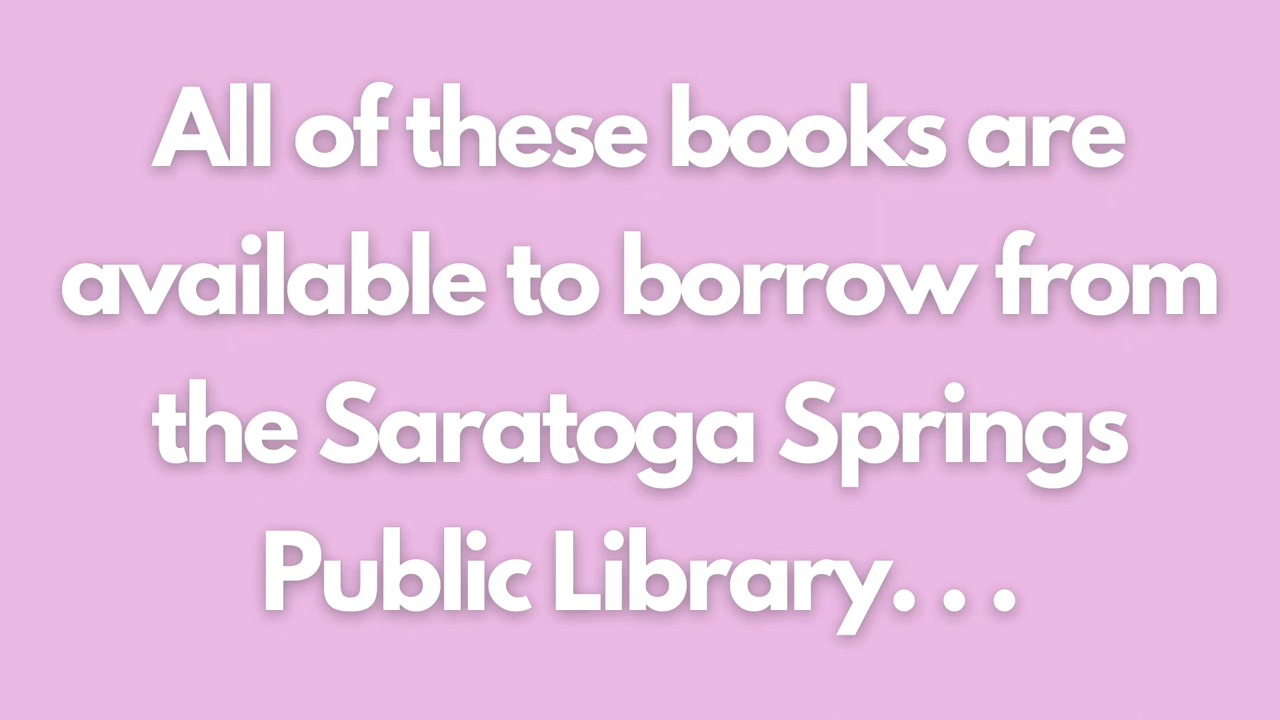 All of these books are
available to borrow from
the Saratoga Springs
Public Library. . .